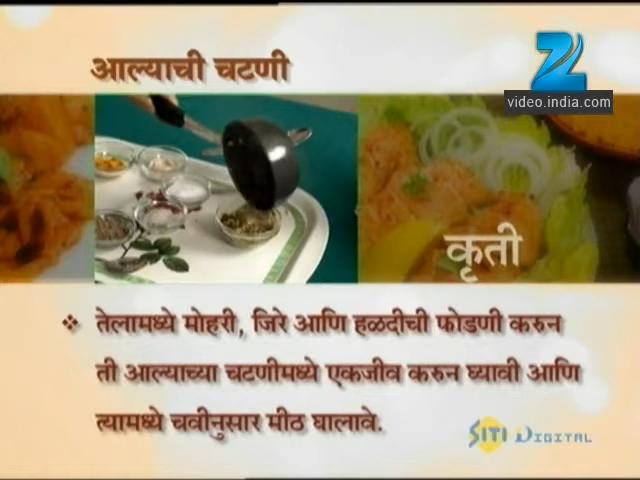 आल्याची चटणी
Z
video.india.com
कृती
❖ तेलामध्ये मोहरी, जिरे आणि हळदीची फोडणी करुन
ती आल्याच्या चटणीमध्ये एकजीव करुन घ्यावी आणि
त्यामध्ये चवीनुसार मीठ घालावे.
SITI DIGITAL